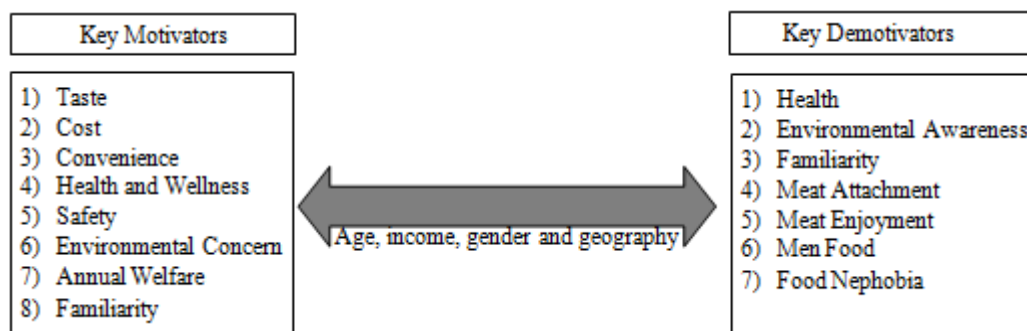 Key Motivators
1) Taste
2) Cost
3) Convenience
4) Health and Wellness
5) Safety
6) Environmental Concern
7) Annual Welfare
8) Familiarity
Age, income, gender and geography
Key Demotivators
1) Health
2) Environmental Awareness
3) Familiarity
4) Meat Attachment
5) Meat Enjoyment
6) Men Food
7) Food Nephobia